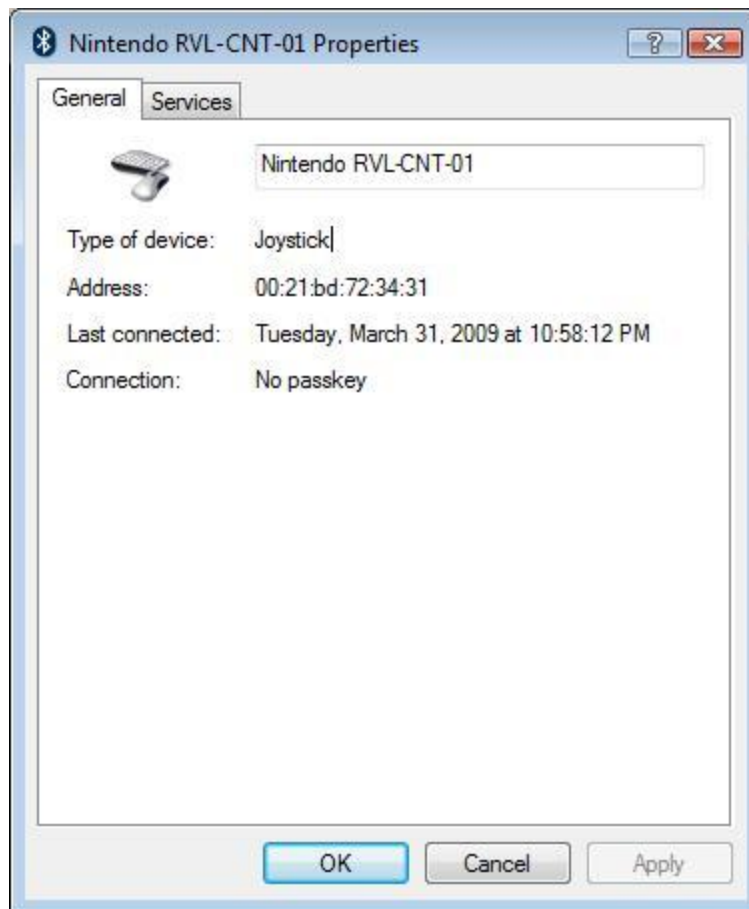 Nintendo RVL-CNT-01 Properties
General Services
Nintendo RVL-CNT-01
Type of device: Joystick
Address: 00:21:bd:72:34:31
Last connected: Tuesday, March 31, 2009 at 10:58:12 PM
Connection: No passkey
OK Cancel Apply